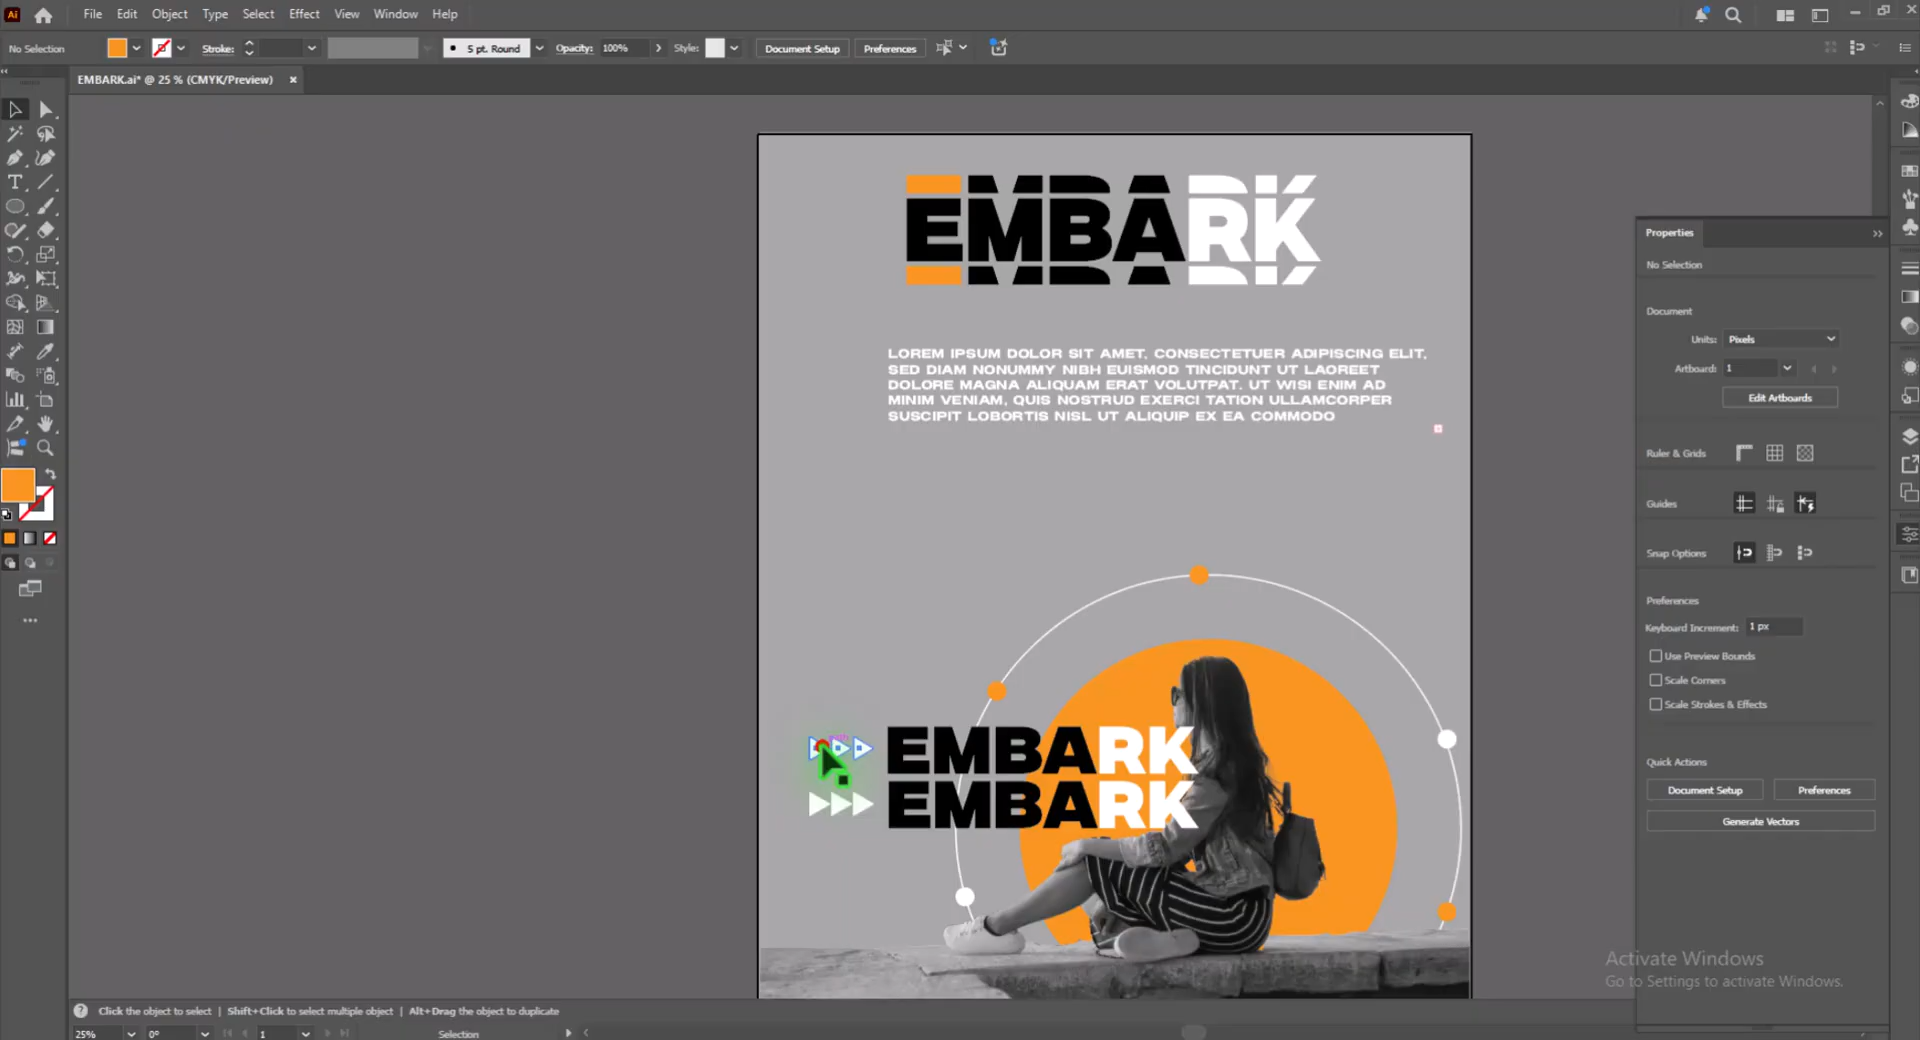 Ai File Edit Object Type Select Effect View Window Help
No Selection Stroke: 5 pt. Round Opacity: 100% Style: Document Setup Preferences
EMBARK.ai* @ 25 % (CMYK/Preview) ×
EMBARK
LOREM IPSUM DOLOR SIT AMET, CONSECTETUER ADIPISCING ELIT,
SED DIAM NONUMMY NIBH EUISMOD TINCIDUNT UT LAOREET
DOLORE MAGNA ALIQUAM ERAT VOLUTPAT. UT WISI ENIM AD
MINIM VENIAM, QUIS NOSTRUD EXERCI TATION ULLAMCORPER
SUSCIPIT LOBORTIS NISL UT ALIQUIP EX EA COMMODO
EMBARK
EMBARK
Properties
No Selection
Document
Units: Pixels
Artboard: 1
Edit Artboards
Ruler & Grids
Guides
Snap Options
Preferences
Keyboard Increment: 1 px
Use Preview Bounds
Scale Corners
Scale Strokes & Effects
Quick Actions
Document Setup Preferences
Generate Vectors
Activate Windows
Go to Settings to activate Windows.
Click the object to select | Shift+Click to select multiple object | Alt+Drag the object to duplicate
25% 0° 1 Selection